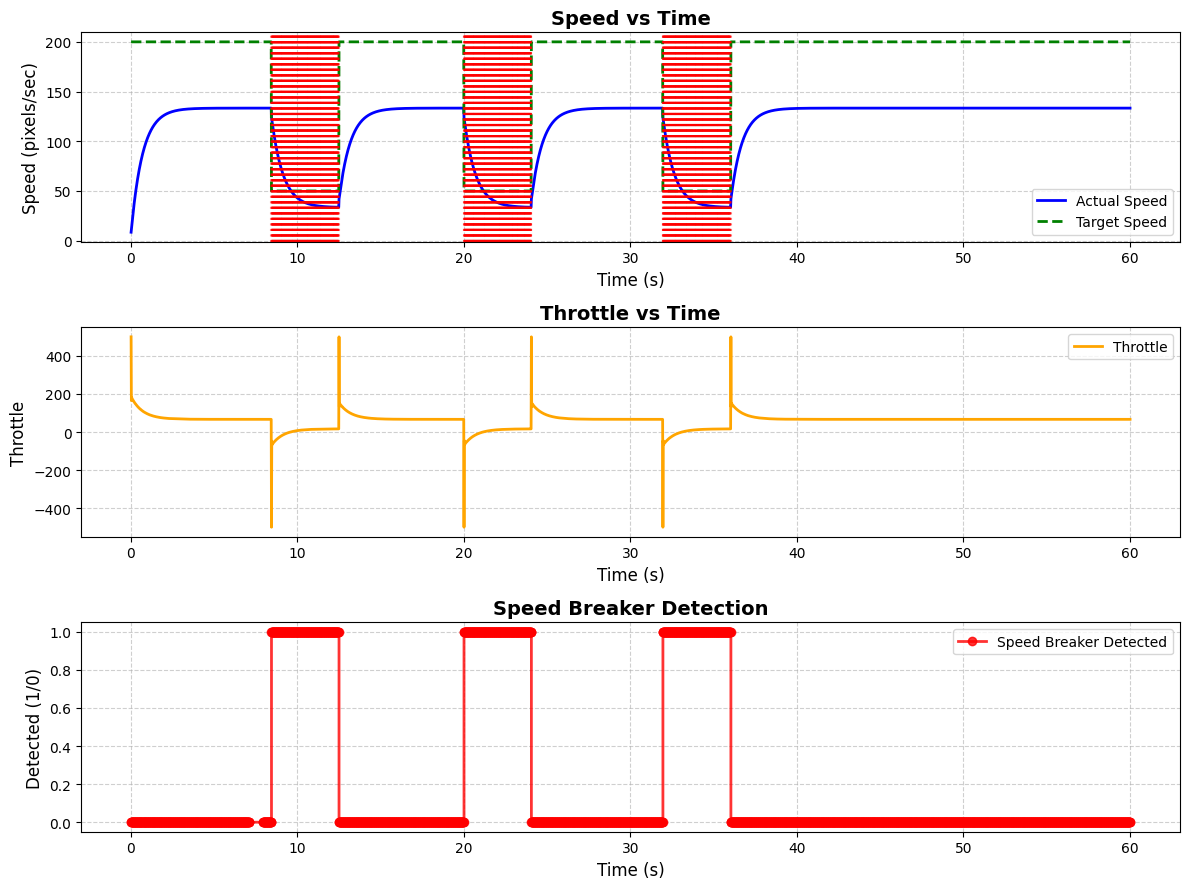 Speed vs Time
Speed (pixels/sec)
200
150
100
50
0
Actual Speed
Target Speed
0 10 20 30 40 50 60
Time (s)
Throttle vs Time
Throttle
400
200
0
−200
−400
Throttle
0 10 20 30 40 50 60
Time (s)
Speed Breaker Detection
Detected (1/0)
1.0
0.8
0.6
0.4
0.2
0.0
Speed Breaker Detected
0 10 20 30 40 50 60
Time (s)